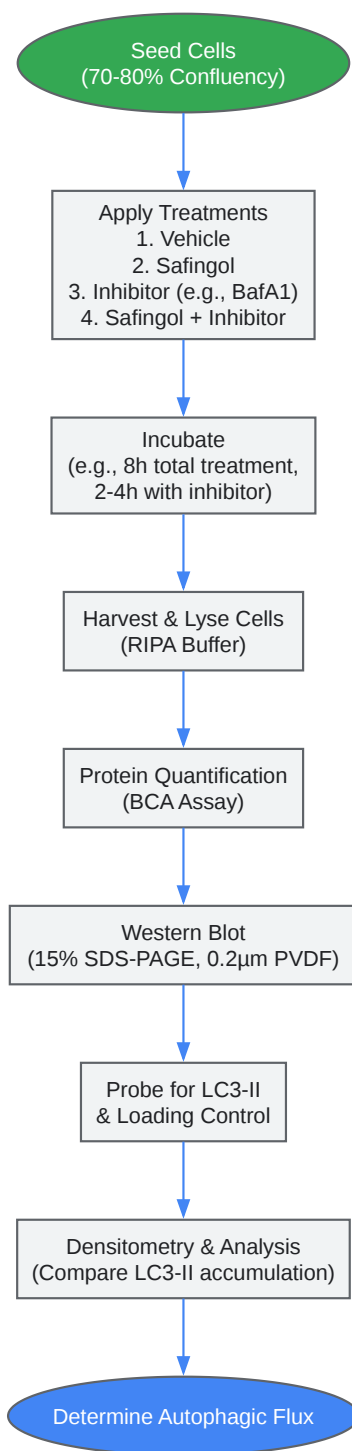 Seed Cells
(70-80% Confluency)
Apply Treatments
1. Vehicle
2. Safingol
3. Inhibitor (e.g., BafA1)
4. Safingol + Inhibitor
Incubate
(e.g., 8h total treatment,
2-4h with inhibitor)
Harvest & Lyse Cells
(RIPA Buffer)
Protein Quantification
(BCA Assay)
Western Blot
(15% SDS-PAGE, 0.2µm PVDF)
Probe for LC3-II
& Loading Control
Densitometry & Analysis
(Compare LC3-II accumulation)
Determine Autophagic Flux